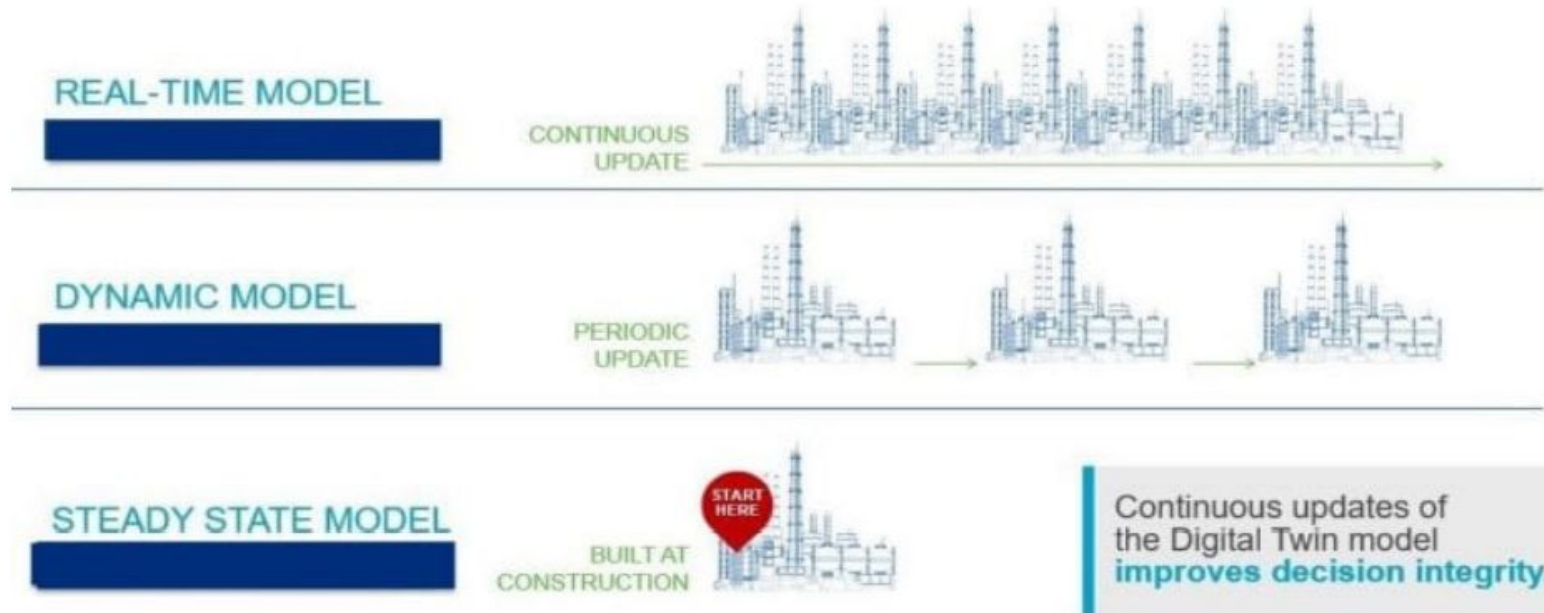 REAL-TIME MODEL
CONTINUOUS
UPDATE
DYNAMIC MODEL
PERIODIC
UPDATE
STEADY STATE MODEL
START
HERE
BUILT AT
CONSTRUCTION
Continuous updates of
the Digital Twin model
improves decision integrity